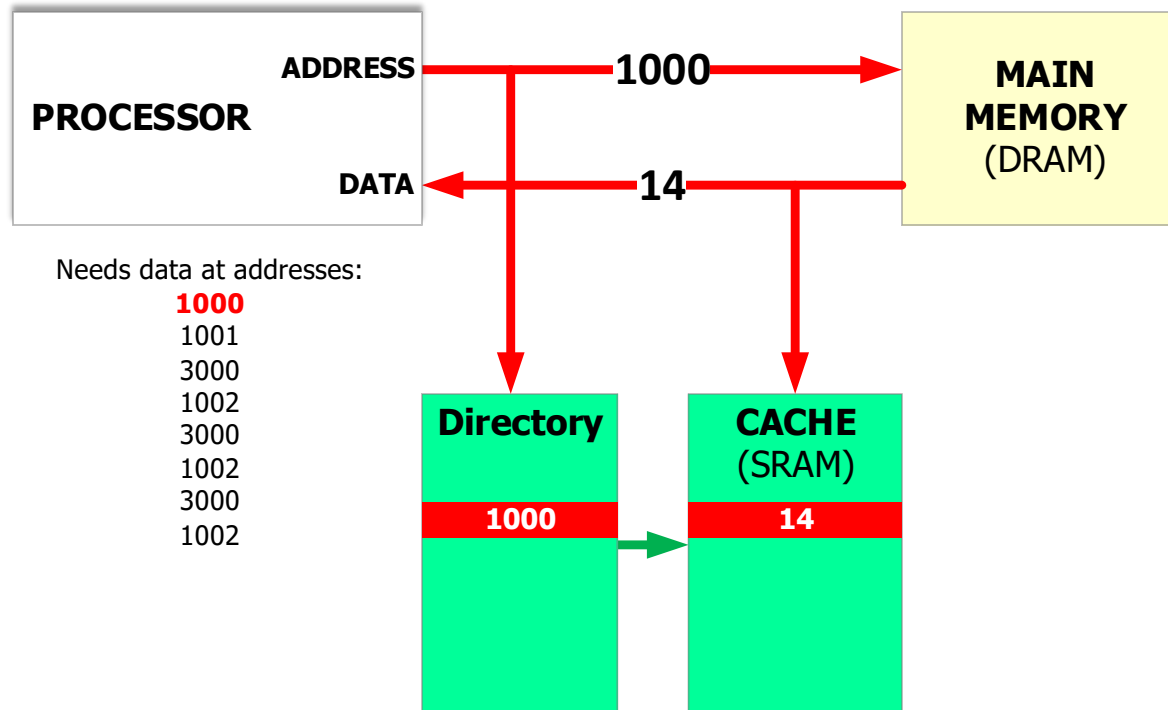 PROCESSOR
ADDRESS
DATA
1000
14
MAIN
MEMORY
(DRAM)
Needs data at addresses:
1000
1001
3000
1002
3000
1002
3000
1002
Directory
1000
CACHE
(SRAM)
14